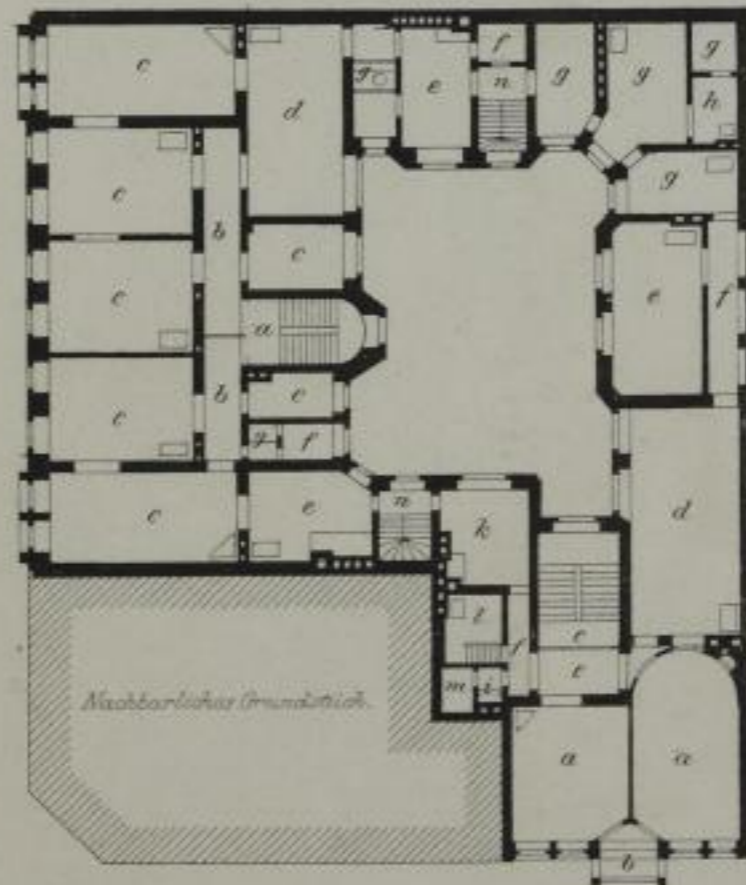 c d g e f n g g g h
c b g
c c e f
a
c b c
g f
c e n k d
l f e
m i e
Nachbarliches Grundstück.
a a
b